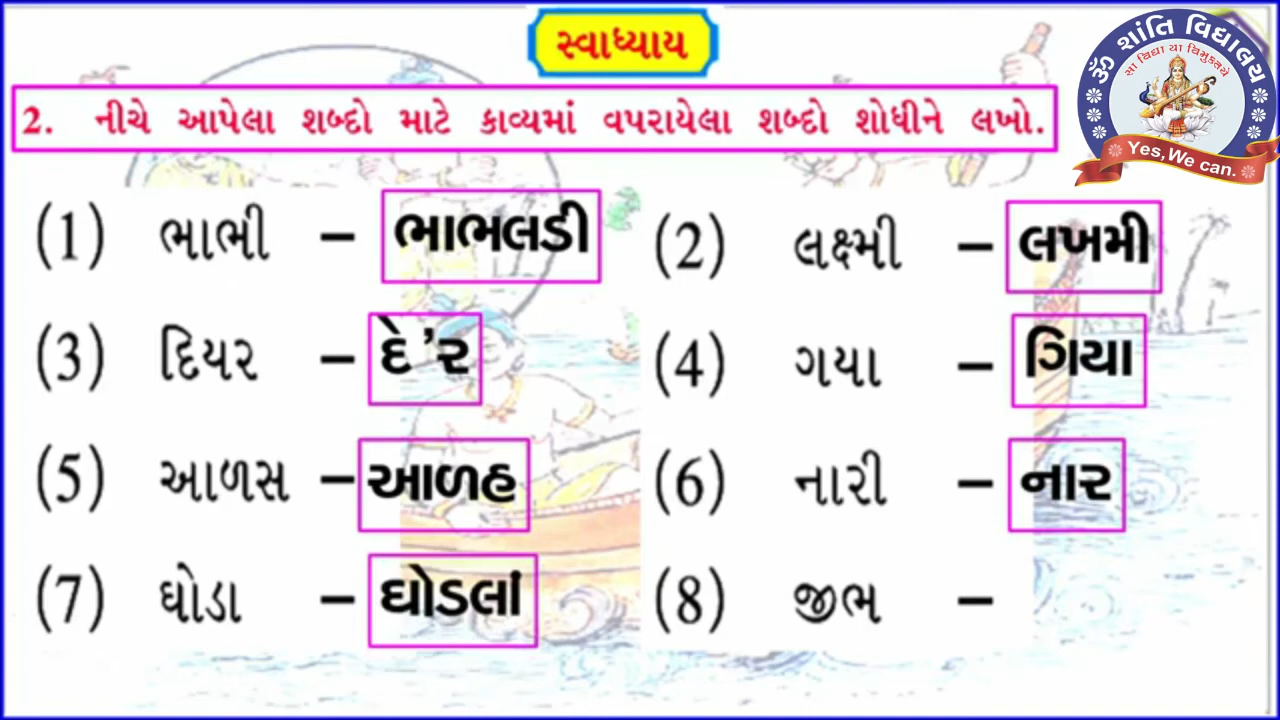 સ્વાધ્યાય
2. નીચે આપેલા શબ્દો માટે કાવ્યમાં વપરાયેલા શબ્દો શોધીને લખો.
ૐ શાંતિ વિદ્યાલય
સા વિદ્યા યા વિમુક્તયે
Yes, We can.
(1) ભાભી – ભાભલડી (2) લક્ષ્મી – લખમી
(3) દિયર – દે'ર (4) ગયા – ગિયા
(5) આળસ – આળહ (6) નારી – નાર
(7) ઘોડા – ઘોડલાં (8) જીભ –